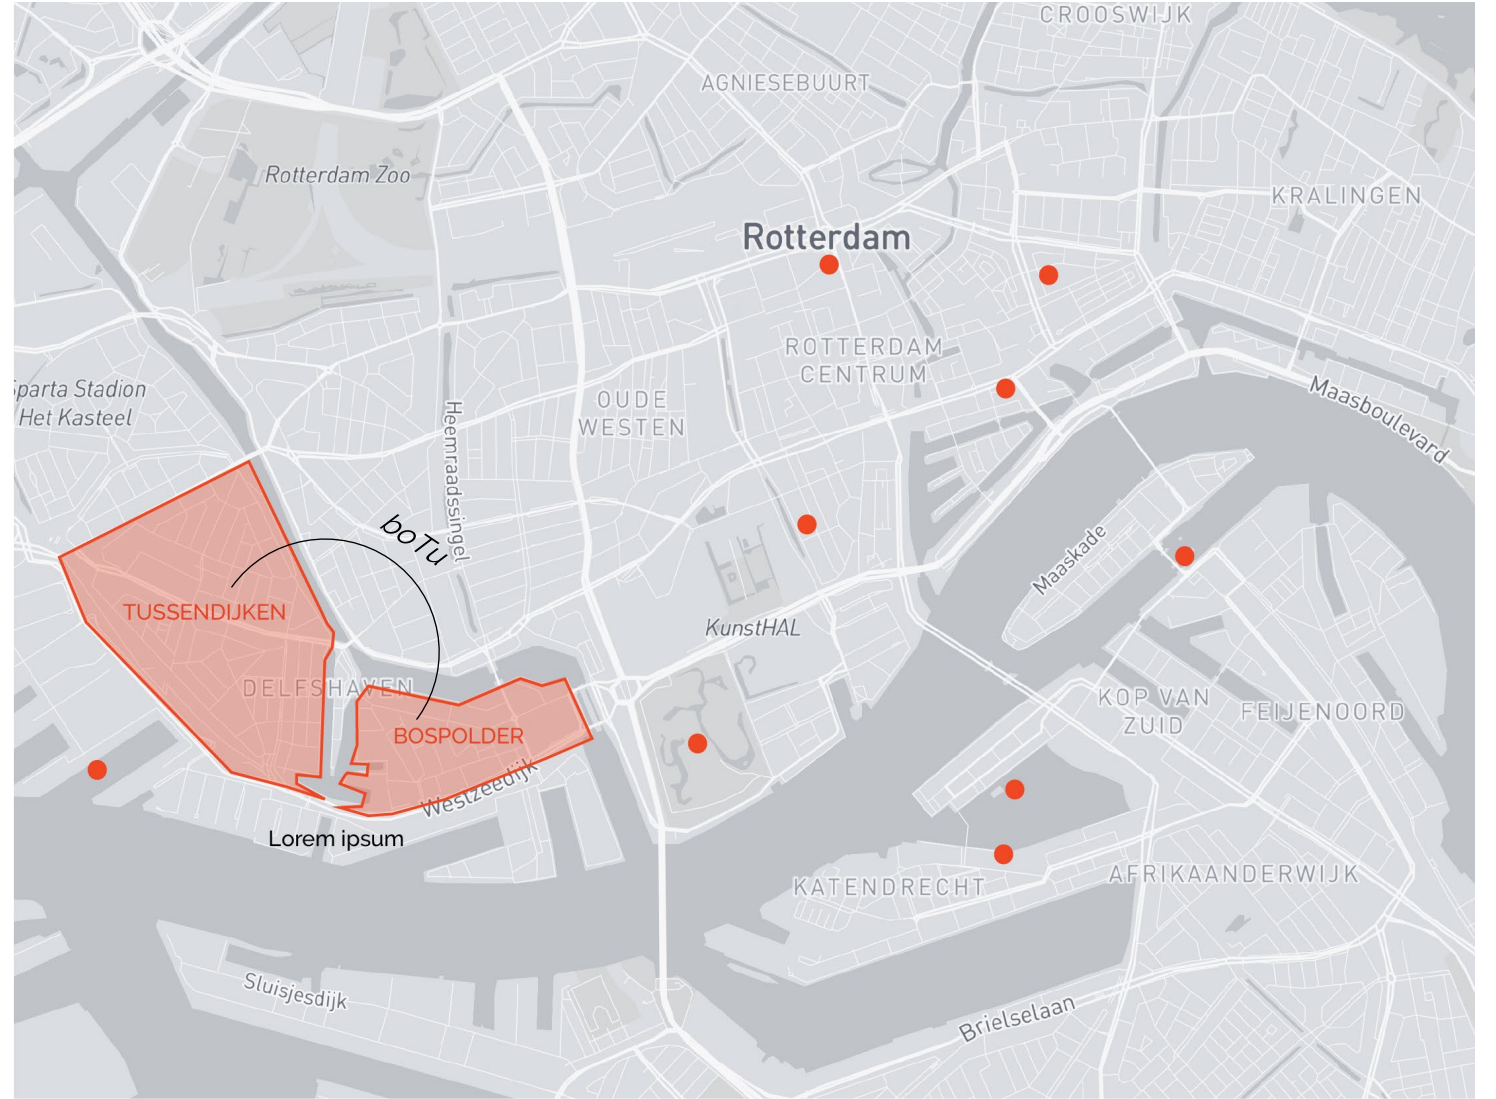 CROOSWIJK
AGNIESEBUURT
Rotterdam Zoo
KRALINGEN
Rotterdam
ROTTERDAM
CENTRUM
Sparta Stadion
Het Kasteel
OUDE
WESTEN
Maasboulevard
Heemraadssingel
boTu
Maaskade
TUSSENDIJKEN
KunstHAL
DELFSHAVEN
KOP VAN
ZUID
FEIJENOORD
BOSPOLDER
Westzeedijk
Lorem ipsum
KATENDRECHT
AFRIKAANDERWIJK
Sluisjesdijk
Brielselaan